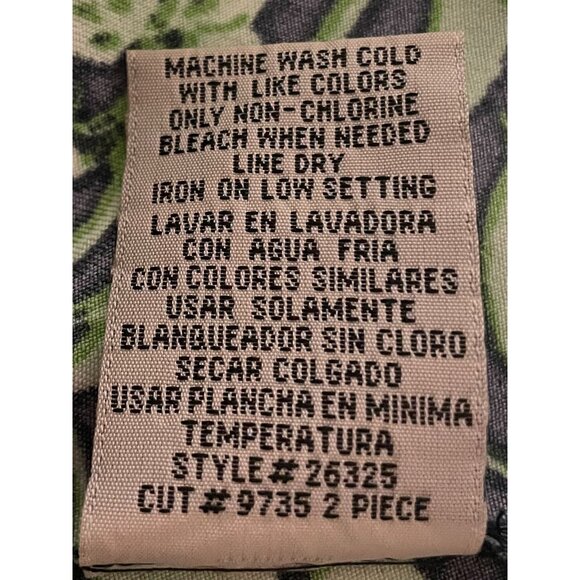 MACHINE WASH COLD
WITH LIKE COLORS
ONLY NON-CHLORINE
BLEACH WHEN NEEDED
LINE DRY
IRON ON LOW SETTING
LAVAR EN LAVADORA
CON AGUA FRIA
CON COLORES SIMILARES
USAR SOLAMENTE
BLANQUEADOR SIN CLORO
SECAR COLGADO
USAR PLANCHA EN MINIMA
TEMPERATURA
STYLE# 26325
CUT# 9735 2 PIECE